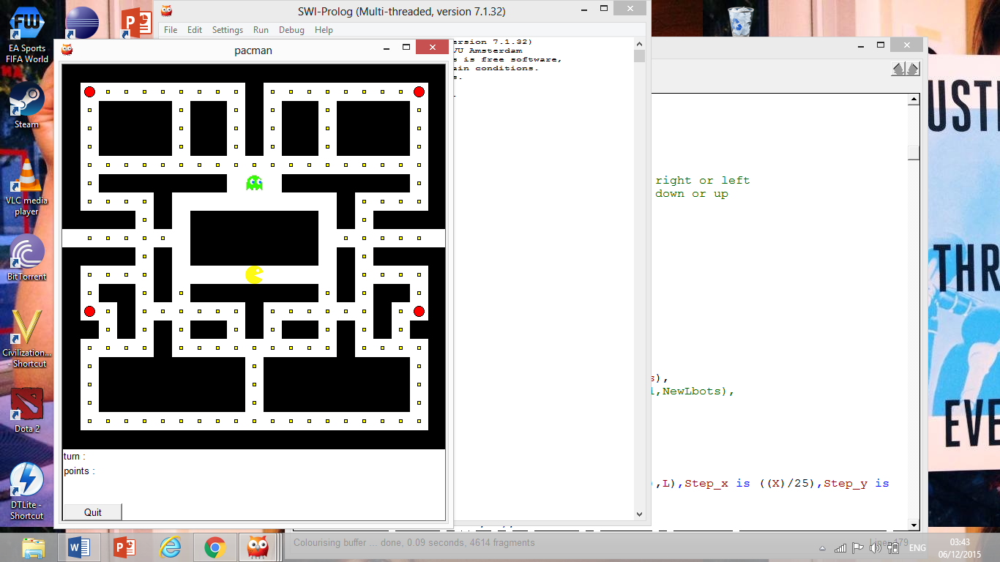 EA Sports
FIFA World
Steam
VLC media
player
BitTorrent
Civilization...
- Shortcut
Dota 2
DTLite -
Shortcut
SWI-Prolog (Multi-threaded, version 7.1.32)
File Edit Settings Run Debug Help
ersion 7.1.32)
VU Amsterdam
s is free software,
ain conditions.
s.
pacman
turn :
points :
Quit
right or left
down or up
s),
,NewLbots),
,L),Step_x is ((X)/25),Step_y is
Colourising buffer ... done, 0.09 seconds, 4614 fragments
Line: 179
ENG
03:43
06/12/2015
USTI
THR
EVE